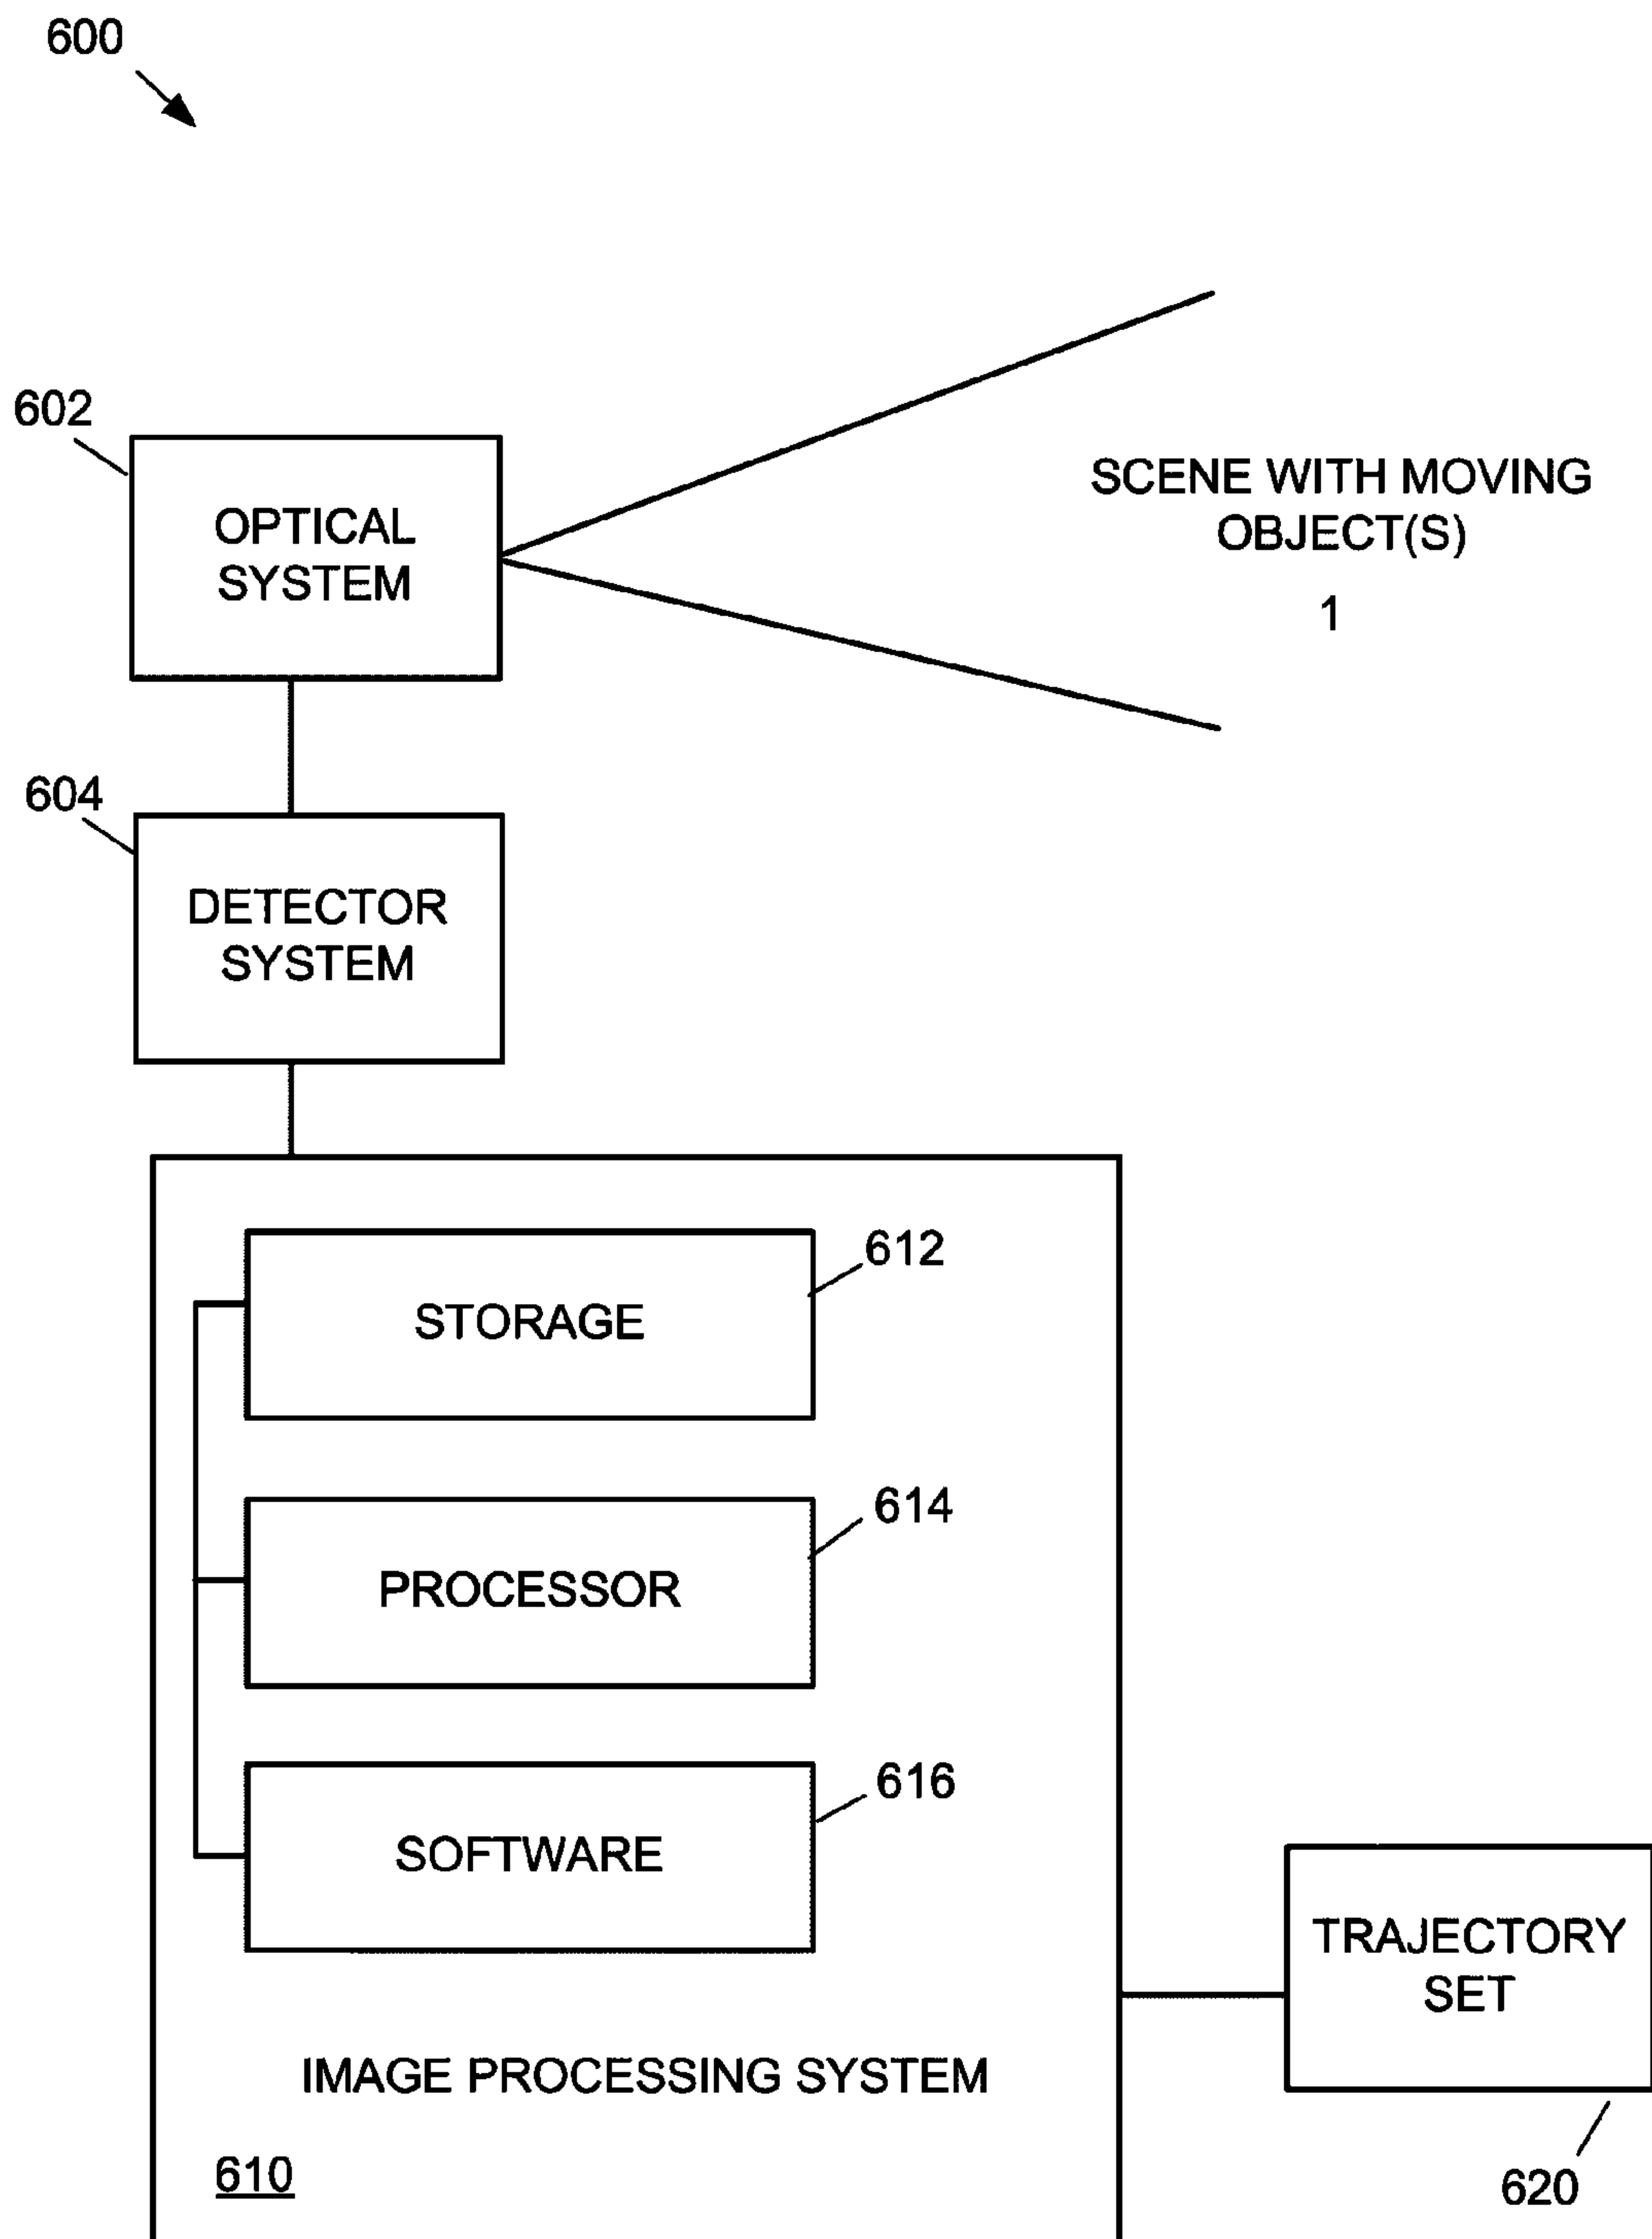 600
602
OPTICAL
SYSTEM
SCENE WITH MOVING
OBJECT(S)
1
604
DETECTOR
SYSTEM
612
STORAGE
614
PROCESSOR
616
SOFTWARE
TRAJECTORY
SET
IMAGE PROCESSING SYSTEM
610
620